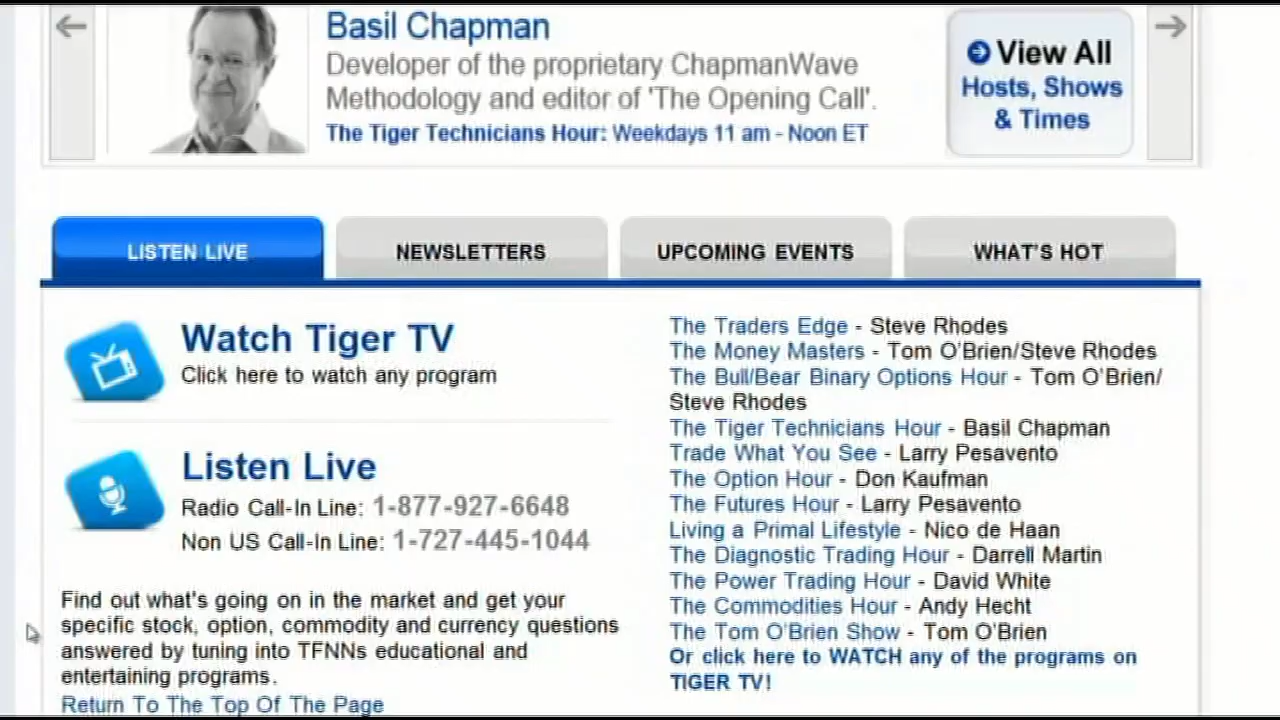 Basil Chapman
Developer of the proprietary ChapmanWave
Methodology and editor of 'The Opening Call'.
The Tiger Technicians Hour: Weekdays 11 am - Noon ET
View All
Hosts, Shows
& Times
LISTEN LIVE
NEWSLETTERS
UPCOMING EVENTS
WHAT'S HOT
Watch Tiger TV
Click here to watch any program
Listen Live
Radio Call-In Line: 1-877-927-6648
Non US Call-In Line: 1-727-445-1044
Find out what's going on in the market and get your
specific stock, option, commodity and currency questions
answered by tuning into TFNNs educational and
entertaining programs.
Return To The Top Of The Page
The Traders Edge - Steve Rhodes
The Money Masters - Tom O'Brien/Steve Rhodes
The Bull/Bear Binary Options Hour - Tom O'Brien/
Steve Rhodes
The Tiger Technicians Hour - Basil Chapman
Trade What You See - Larry Pesavento
The Option Hour - Don Kaufman
The Futures Hour - Larry Pesavento
Living a Primal Lifestyle - Nico de Haan
The Diagnostic Trading Hour - Darrell Martin
The Power Trading Hour - David White
The Commodities Hour - Andy Hecht
The Tom O'Brien Show - Tom O'Brien
Or click here to WATCH any of the programs on
TIGER TV!